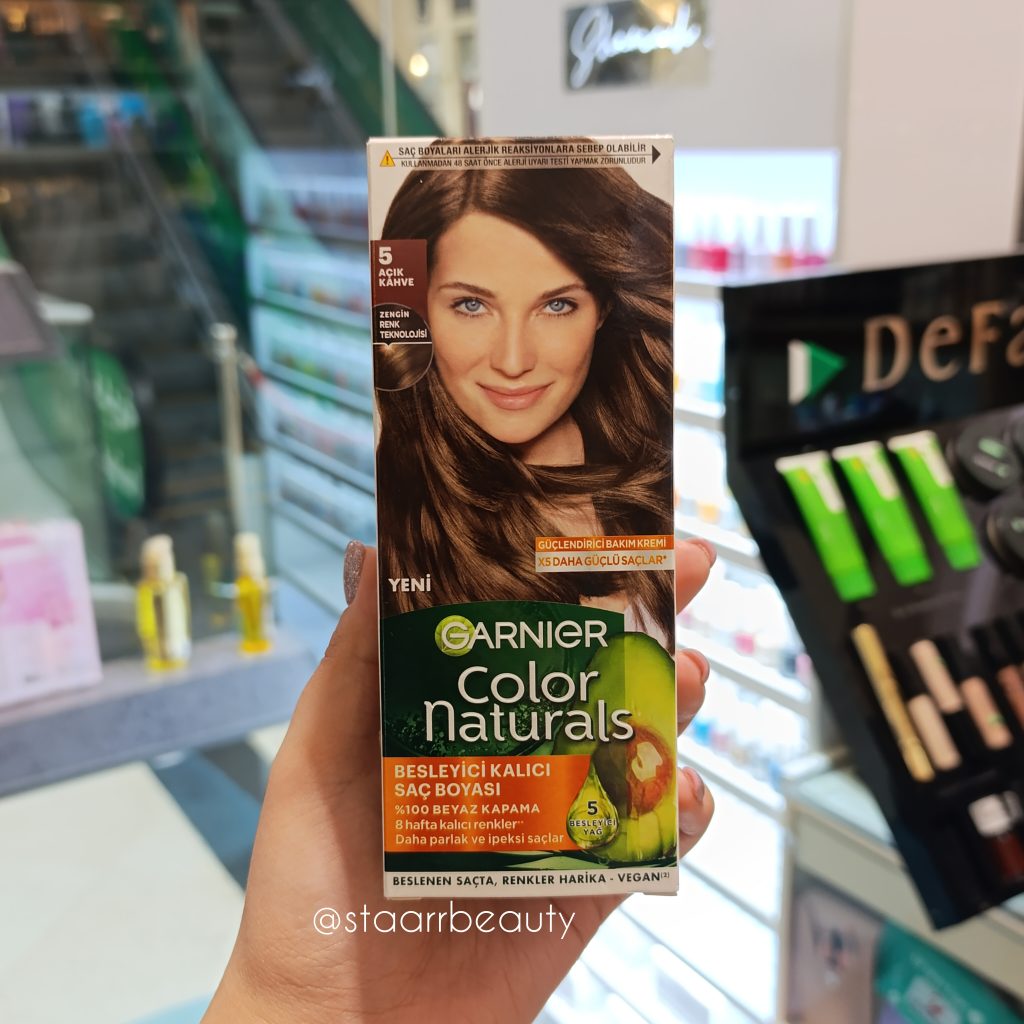 SAÇ BOYALARI ALERJİK REAKSİYONLARA SEBEP OLABİLİR
KULLANMADAN 48 SAAT ÖNCE ALERJİ UYARI TESTİ YAPMAK ZORUNLUDUR
5
AÇIK
KAHVE
ZENGİN
RENK
TEKNOLOJİSİ
GÜÇLENDİRİCİ BAKIM KREMİ
X5 DAHA GÜÇLÜ SAÇLAR*
YENİ
GARNIER
Color
Naturals
BESLEYİCİ KALICI
SAÇ BOYASI
%100 BEYAZ KAPAMA
8 hafta kalıcı renkler**
Daha parlak ve ipeksi saçlar
5
BESLEYİCİ
YAĞ
BESLENEN SAÇTA, RENKLER HARİKA - VEGAN(2)
@staarrbeauty